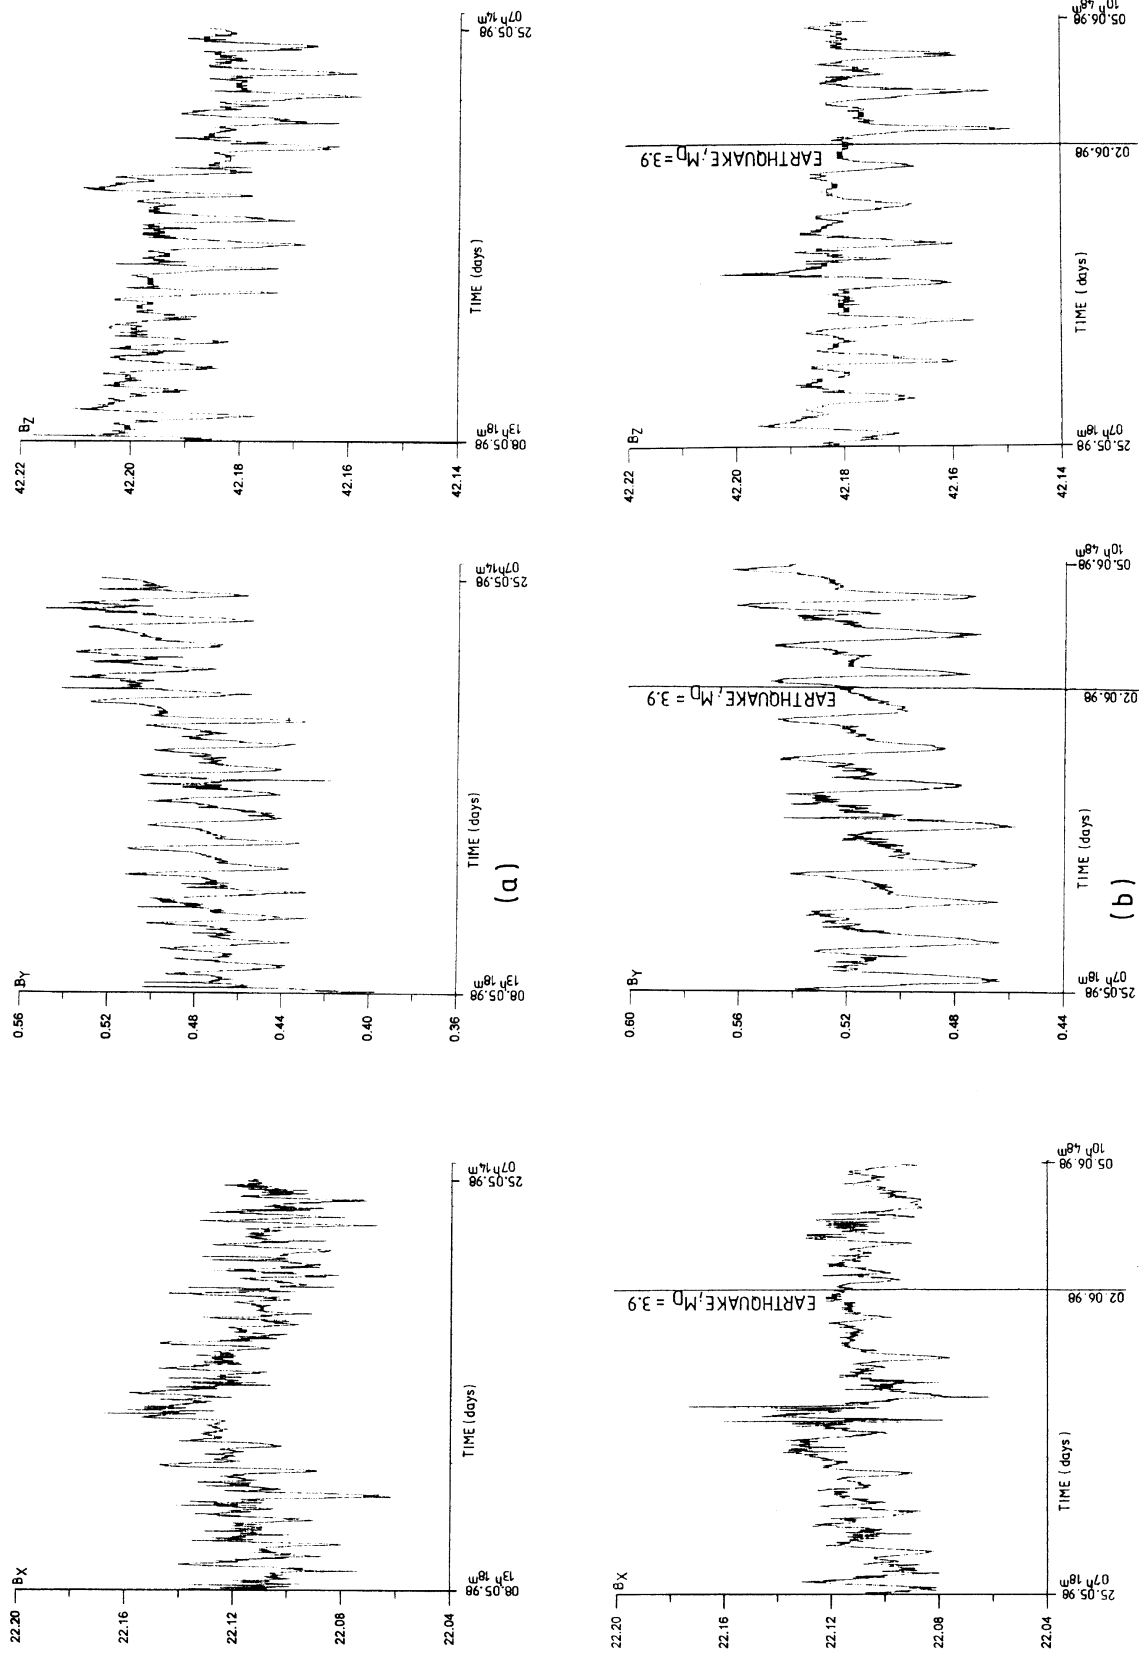 Bx
22.20
22.16
22.12
22.08
22.04
08.05.98
13h 18m
25.05.98
07h 14m
TIME (days)
By
0.56
0.52
0.48
0.44
0.40
0.36
08.05.98
13h 18m
25.05.98
07h 14m
TIME (days)
(a)
Bz
42.22
42.20
42.18
42.16
42.14
08.05.98
13h 18m
25.05.98
07h 14m
TIME (days)
Bx
22.20
22.16
22.12
22.08
22.04
EARTHQUAKE; MD = 3.9
25.05.98
07h 18m
02.06.98
05.06.98
10h 48m
TIME (days)
By
0.60
0.56
0.52
0.48
0.44
EARTHQUAKE; MD = 3.9
25.05.98
07h 18m
02.06.98
05.06.98
10h 48m
TIME (days)
(b)
Bz
42.22
42.20
42.18
42.16
42.14
EARTHQUAKE; MD = 3.9
25.05.98
07h 18m
02.06.98
05.06.98
10h 48m
TIME (days)